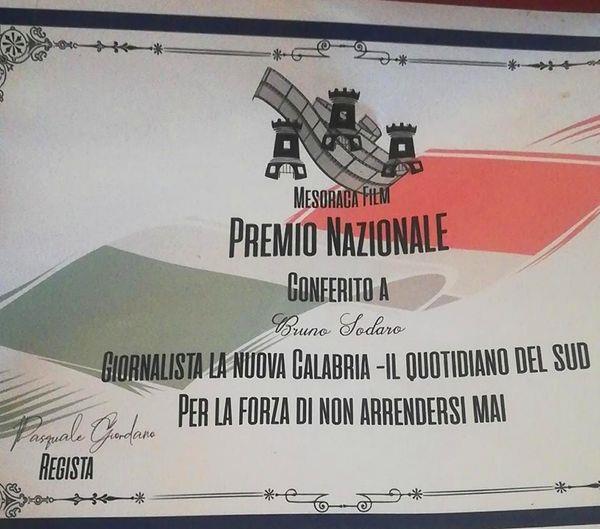 MESORACA FILM
PREMIO NAZIONALE
CONFERITO A
Bruno Sodaro
GIORNALISTA LA NUOVA CALABRIA -IL QUOTIDIANO DEL SUD
PER LA FORZA DI NON ARRENDERSI MAI
Pasquale Giordano
REGISTA